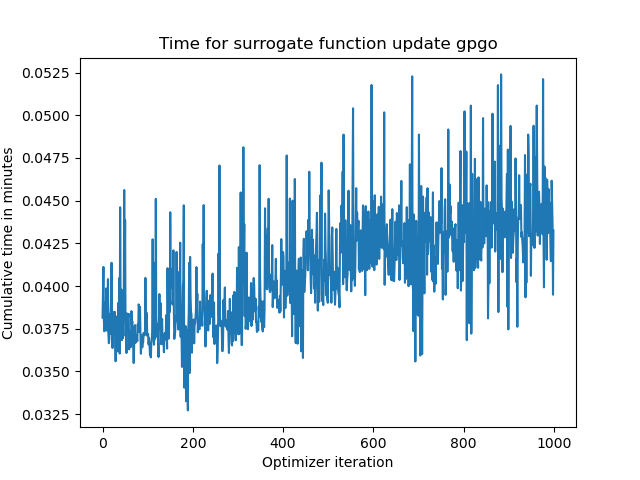 Time for surrogate function update gpgo
0.0525
0.0500
0.0475
0.0450
0.0425
0.0400
0.0375
0.0350
0.0325
Cumulative time in minutes
0 200 400 600 800 1000
Optimizer iteration